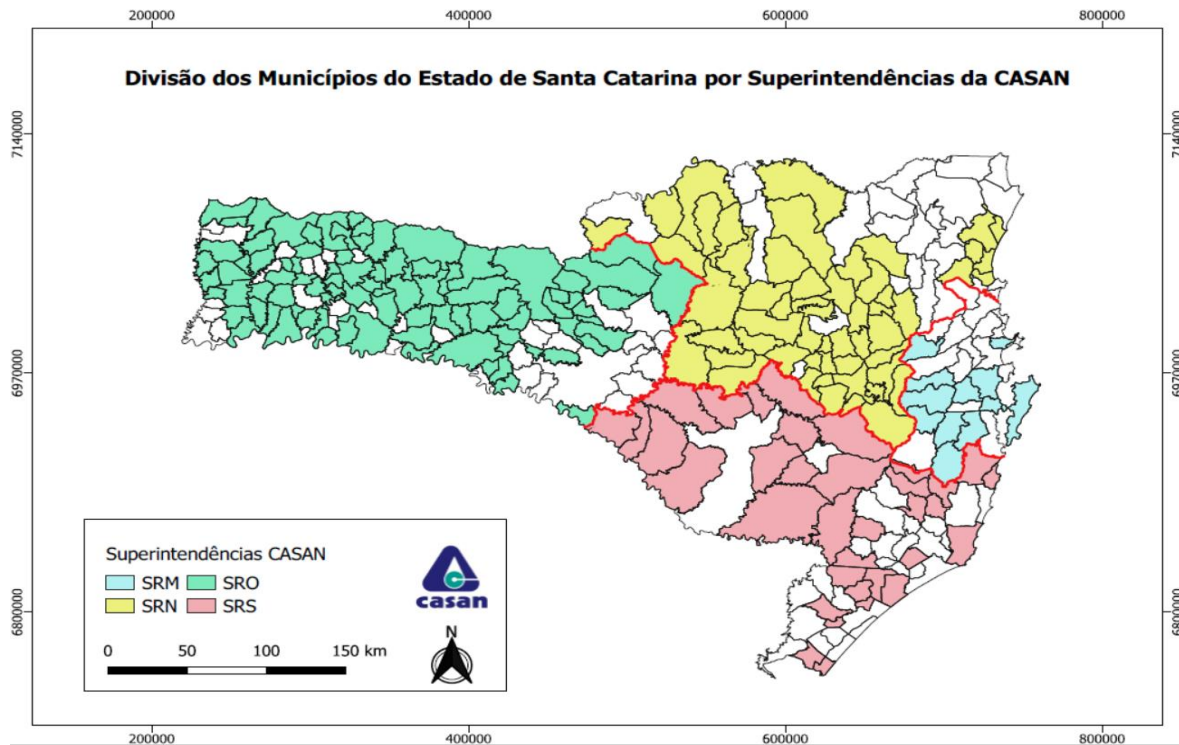 200000 400000 600000 800000
Divisão dos Municípios do Estado de Santa Catarina por Superintendências da CASAN
7140000 7140000
6970000 6970000
6800000 6800000
Superintendências CASAN
SRM SRO
SRN SRS
casan
N
0 50 100 150 km
200000 400000 600000 800000